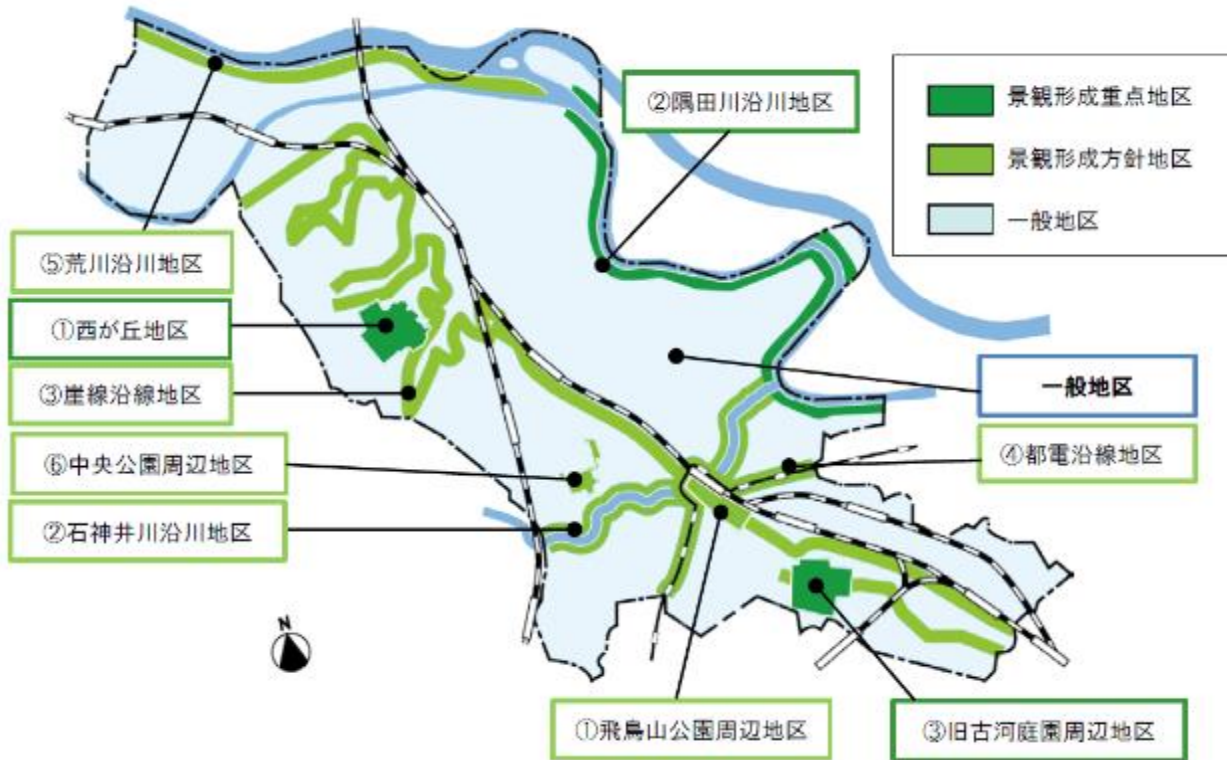 ②隅田川沿川地区
景観形成重点地区
景観形成方針地区
一般地区
⑤荒川沿川地区
①西が丘地区
③崖線沿線地区
一般地区
⑥中央公園周辺地区
④都電沿線地区
②石神井川沿川地区
N
①飛鳥山公園周辺地区
③旧古河庭園周辺地区